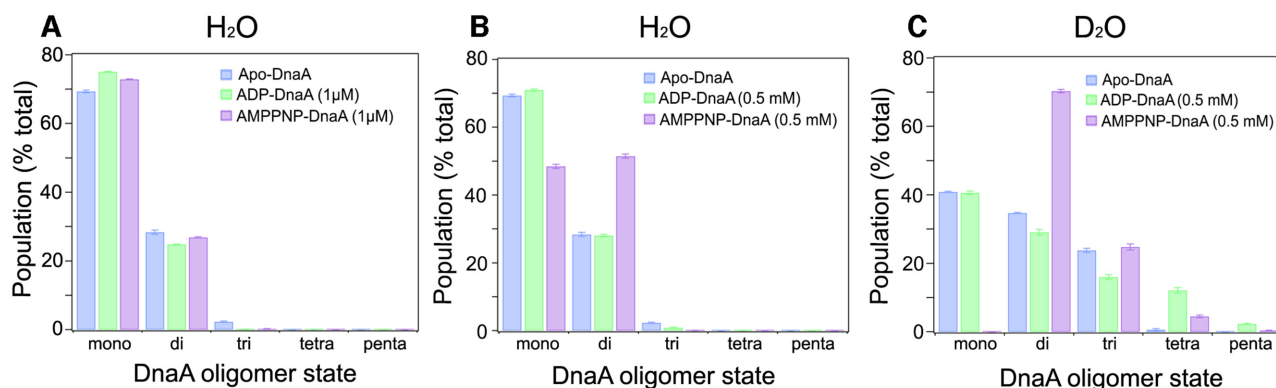 A
H₂O
Population (% total)
80
60
40
20
0
Apo-DnaA
ADP-DnaA (1µM)
AMPPNP-DnaA (1µM)
mono di tri tetra penta
DnaA oligomer state
B
H₂O
Population (% total)
80
60
40
20
0
Apo-DnaA
ADP-DnaA (0.5 mM)
AMPPNP-DnaA (0.5 mM)
mono di tri tetra penta
DnaA oligomer state
C
D₂O
Population (% total)
80
60
40
20
0
Apo-DnaA
ADP-DnaA (0.5 mM)
AMPPNP-DnaA (0.5 mM)
mono di tri tetra penta
DnaA oligomer state